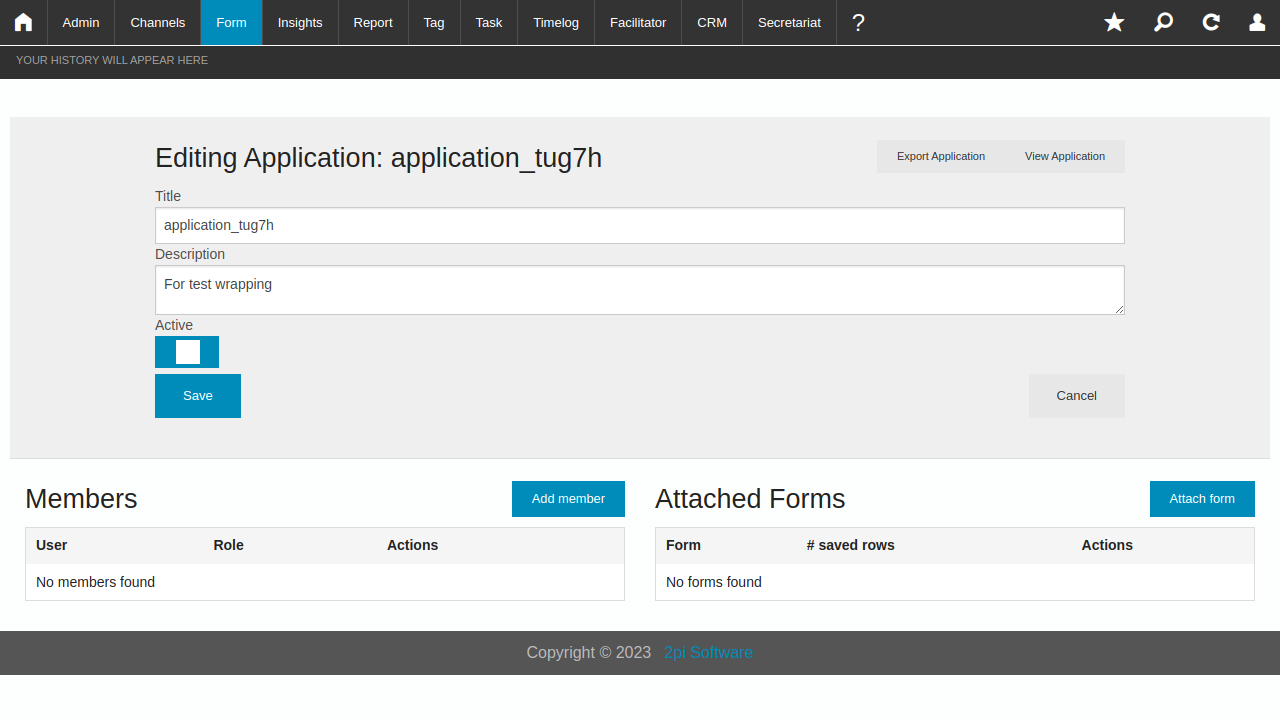 Admin Channels Form Insights Report Tag Task Timelog Facilitator CRM Secretariat ?
YOUR HISTORY WILL APPEAR HERE
Editing Application: application_tug7h Export Application View Application
Title
application_tug7h
Description
For test wrapping
Active
Save Cancel
Members Add member
User Role Actions
No members found
Attached Forms Attach form
Form # saved rows Actions
No forms found
Copyright © 2023 2pi Software